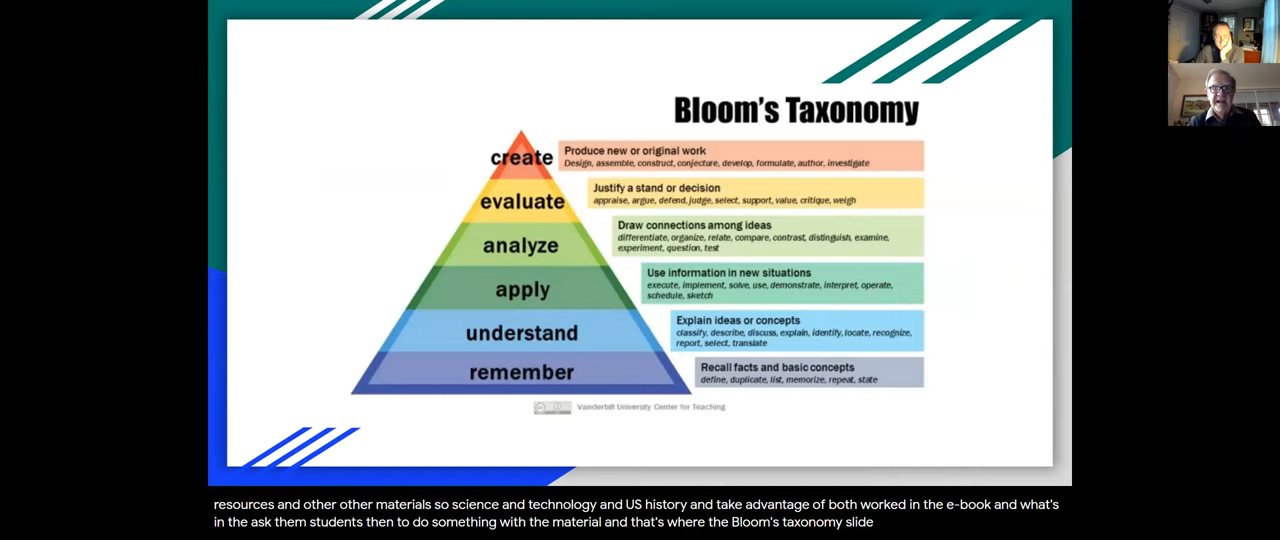 Bloom's Taxonomy
create
Produce new or original work
Design, assemble, construct, conjecture, develop, formulate, author, investigate
evaluate
Justify a stand or decision
appraise, argue, defend, judge, select, support, value, critique, weigh
analyze
Draw connections among ideas
differentiate, organize, relate, compare, contrast, distinguish, examine,
experiment, question, test
apply
Use information in new situations
execute, implement, solve, use, demonstrate, interpret, operate,
schedule, sketch
understand
Explain ideas or concepts
classify, describe, discuss, explain, identify, locate, recognize,
report, select, translate
remember
Recall facts and basic concepts
define, duplicate, list, memorize, repeat, state
Vanderbilt University Center for Teaching
resources and other other materials so science and technology and US history and take advantage of both worked in the e-book and what's
in the ask them students then to do something with the material and that's where the Bloom's taxonomy slide